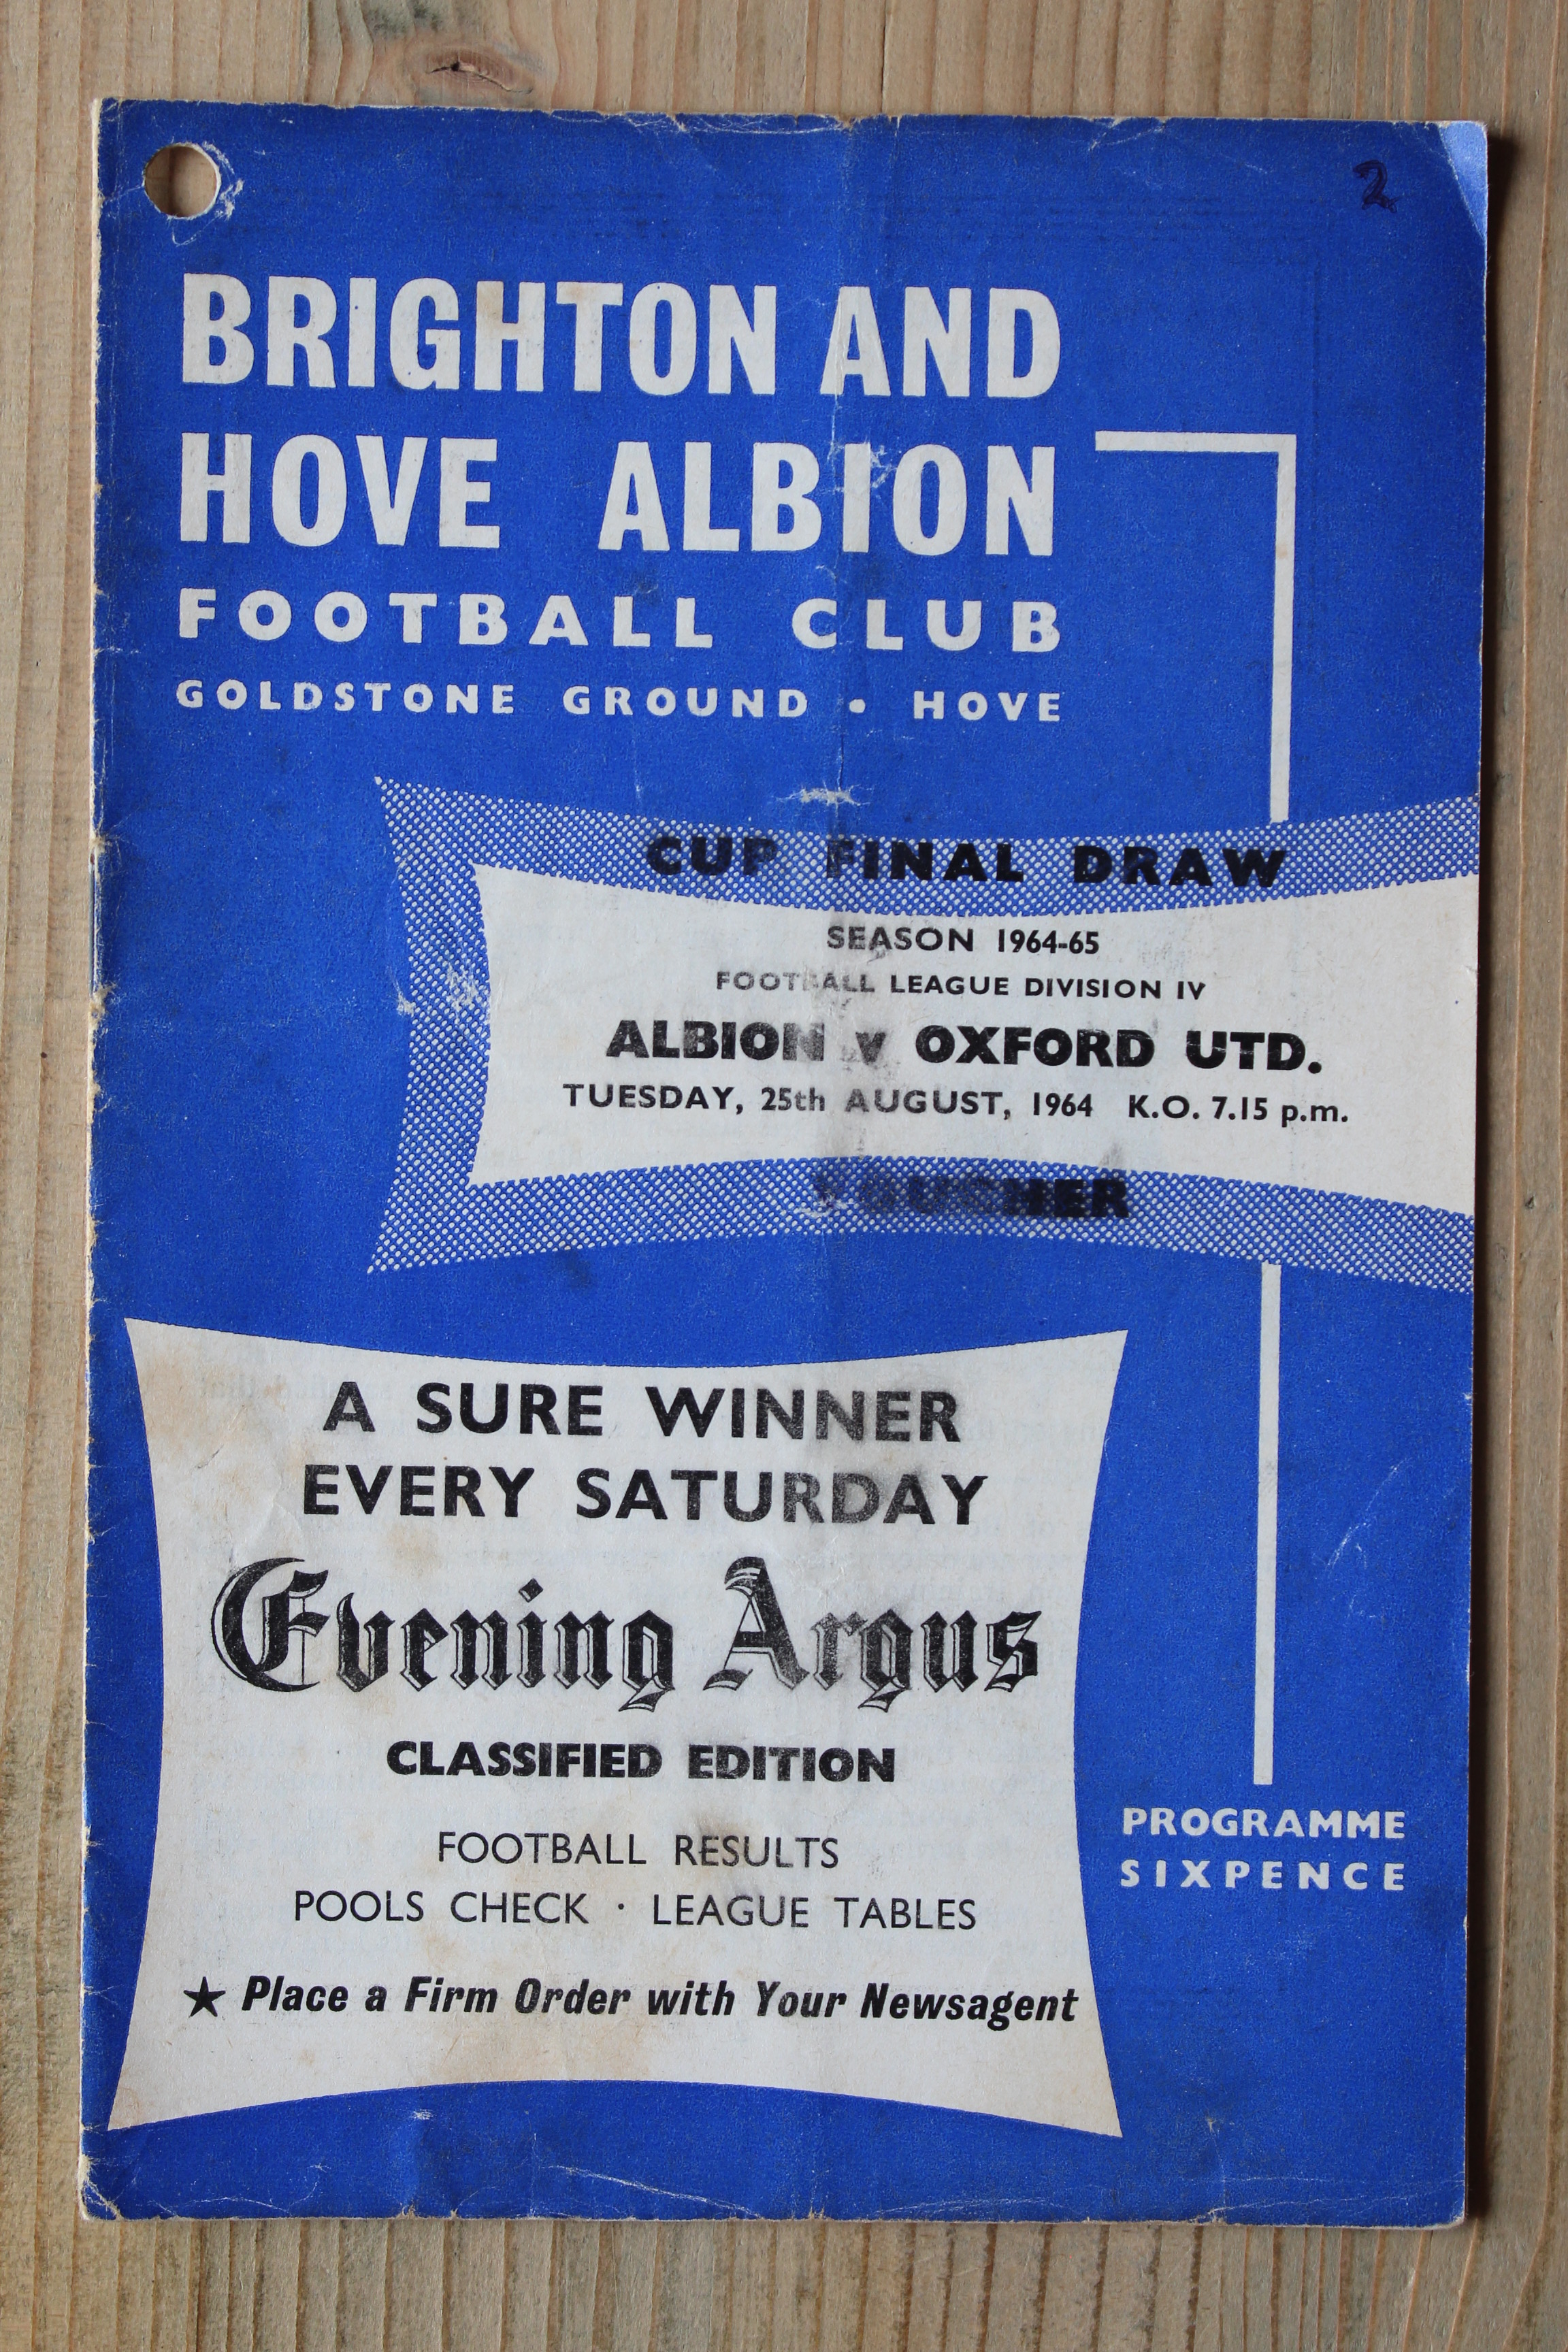 2
BRIGHTON AND
HOVE ALBION
FOOTBALL CLUB
GOLDSTONE GROUND • HOVE
CUP FINAL DRAW
SEASON 1964-65
FOOTBALL LEAGUE DIVISION IV
ALBION v OXFORD UTD.
TUESDAY, 25th AUGUST, 1964 K.O. 7.15 p.m.
VOUCHER
A SURE WINNER
EVERY SATURDAY
Evening Argus
CLASSIFIED EDITION
FOOTBALL RESULTS
POOLS CHECK · LEAGUE TABLES
★ Place a Firm Order with Your Newsagent
PROGRAMME
SIXPENCE